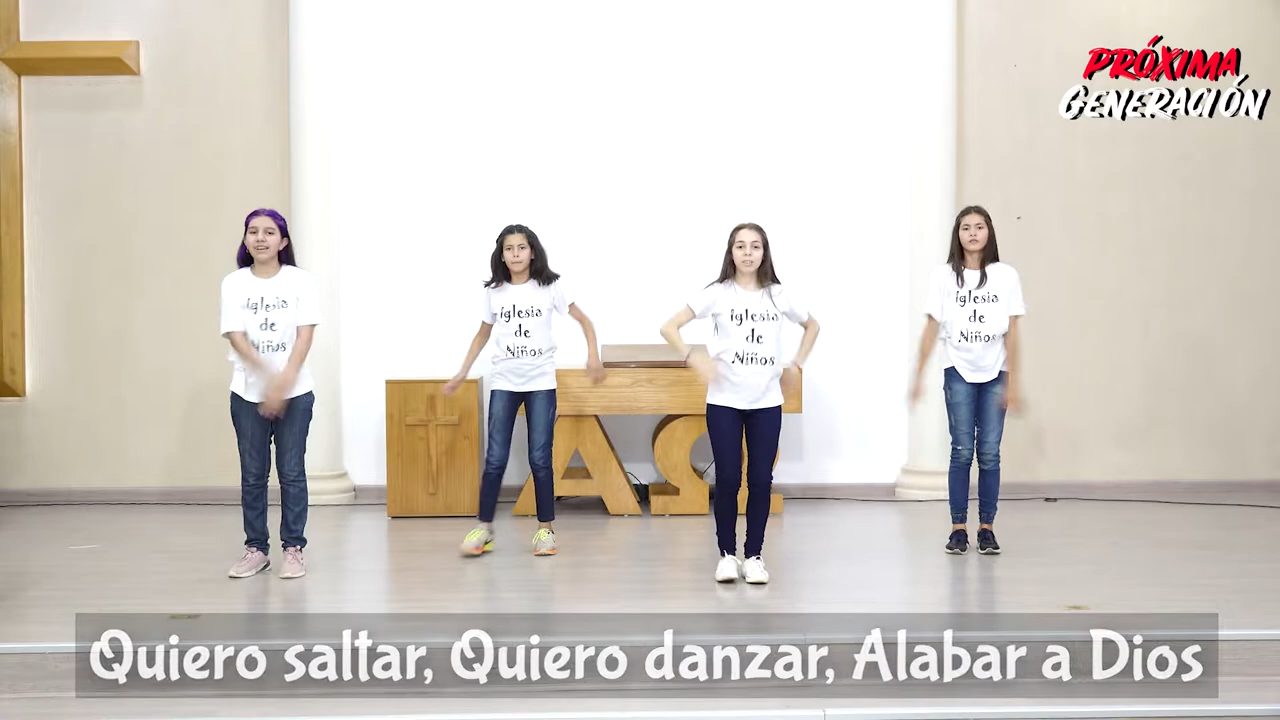 PRÓXIMA
GENERACIÓN
Iglesia
de
Niños
Iglesia
de
Niños
Iglesia
de
Niños
Iglesia
de
Niños
ΑΩ
Quiero saltar, Quiero danzar, Alabar a Dios